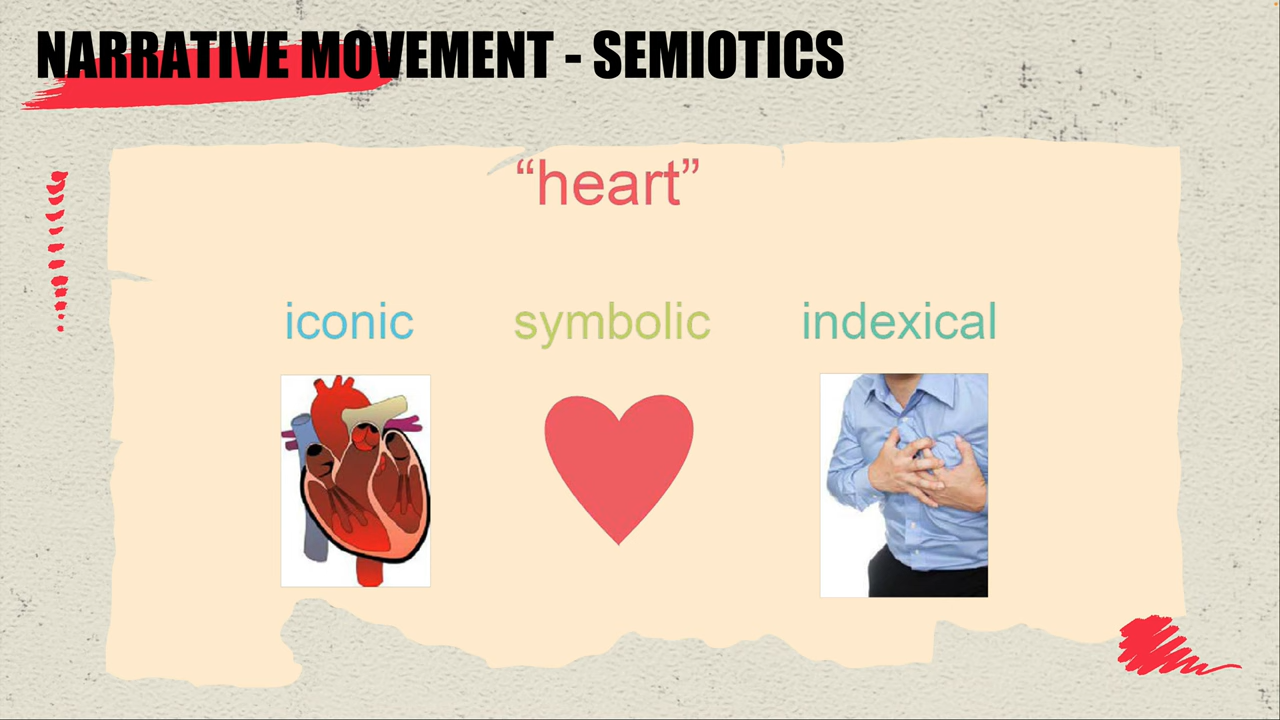 NARRATIVE MOVEMENT - SEMIOTICS
“heart”
iconic symbolic indexical